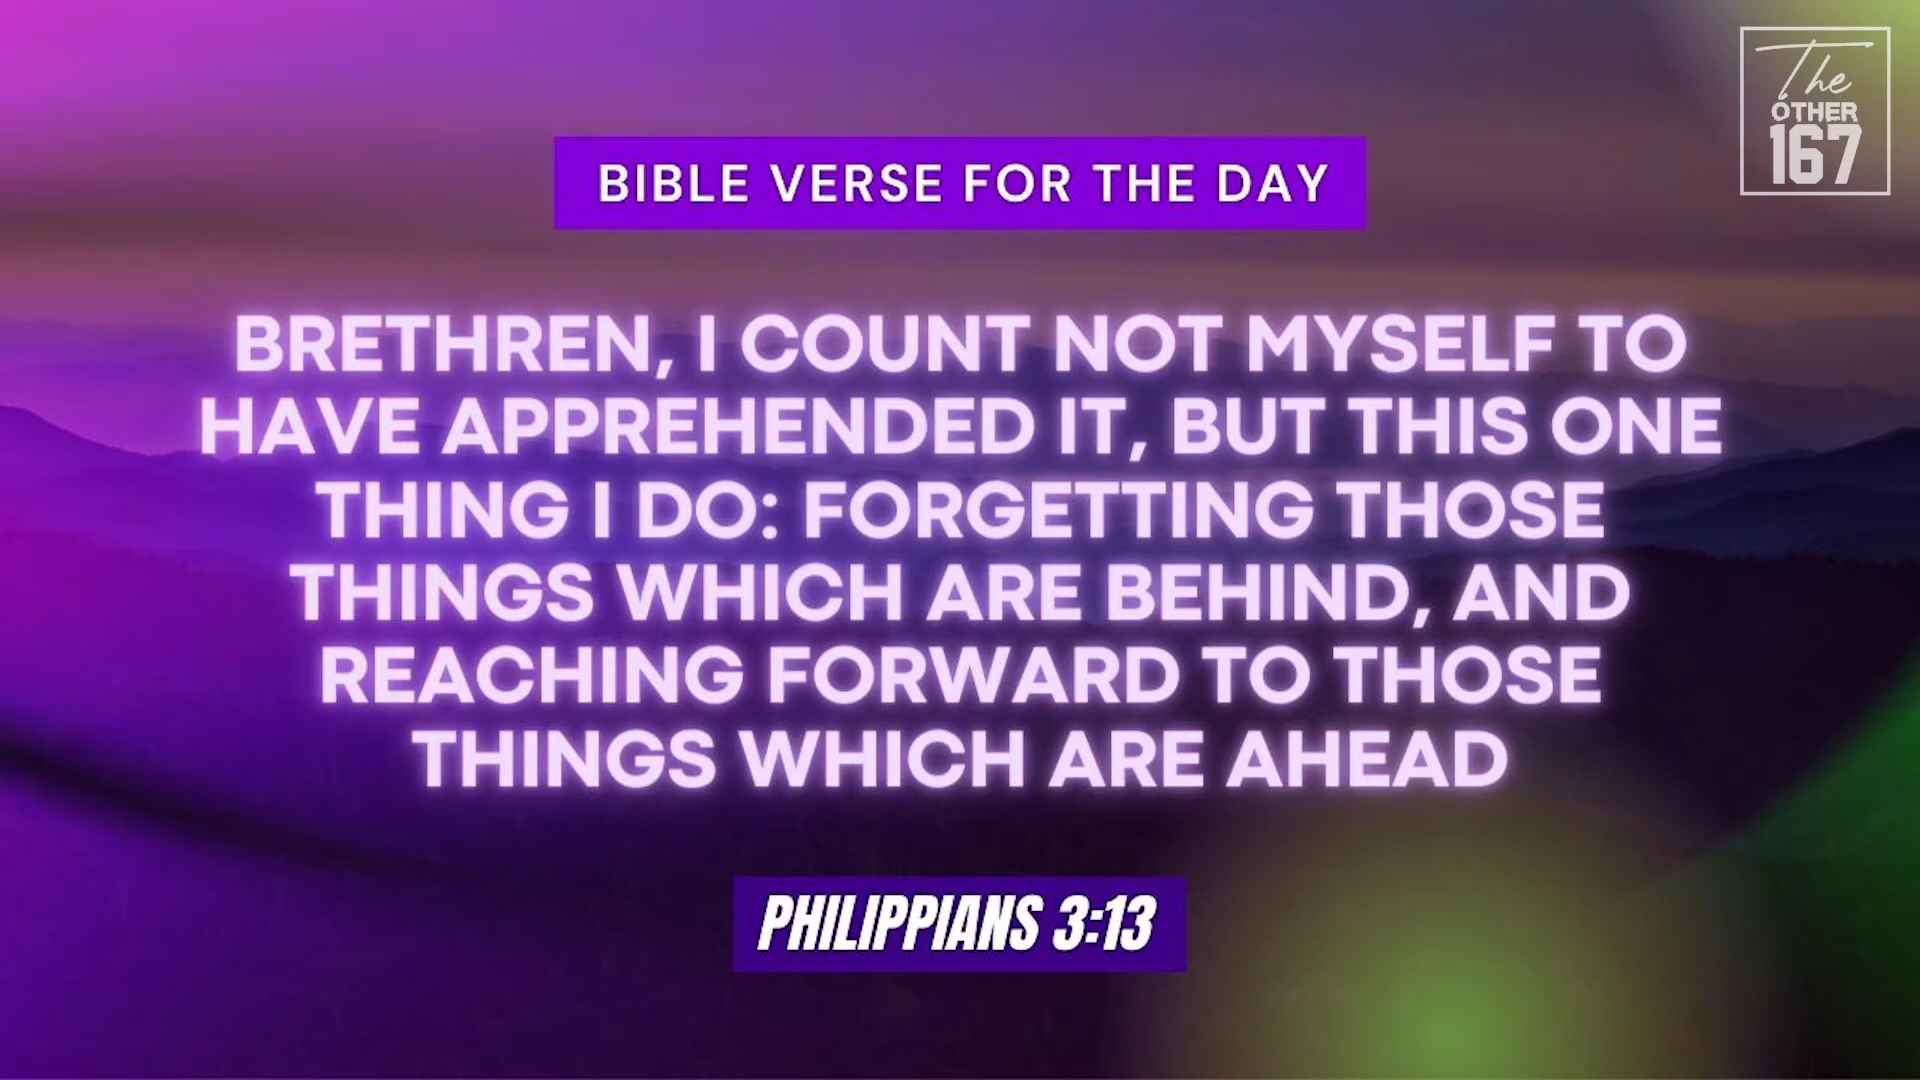 The
OTHER
167
BIBLE VERSE FOR THE DAY
BRETHREN, I COUNT NOT MYSELF TO
HAVE APPREHENDED IT, BUT THIS ONE
THING I DO: FORGETTING THOSE
THINGS WHICH ARE BEHIND, AND
REACHING FORWARD TO THOSE
THINGS WHICH ARE AHEAD
PHILIPPIANS 3:13